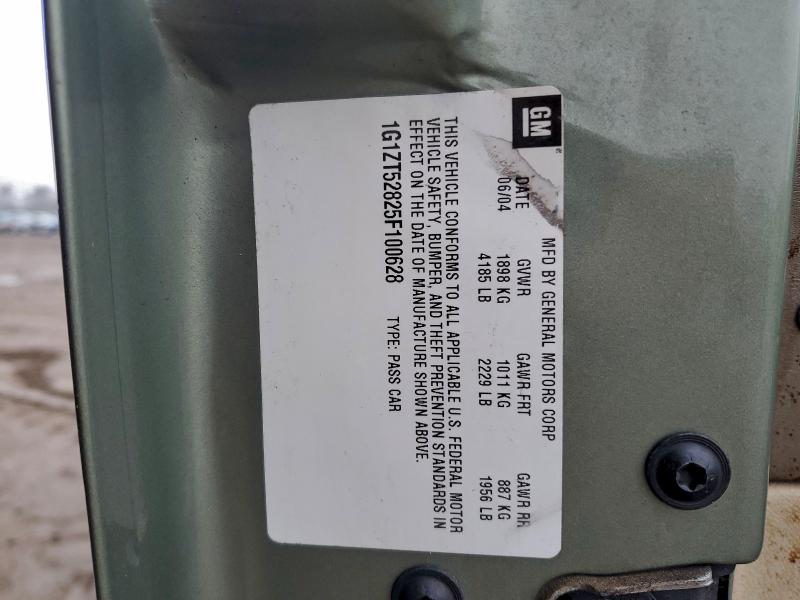 GM
MFD BY GENERAL MOTORS CORP
DATE GVWR GAWR-FRT GAWR RR
06/04 1898 KG 1011 KG 887 KG
4185 LB 2229 LB 1956 LB
THIS VEHICLE CONFORMS TO ALL APPLICABLE U.S. FEDERAL MOTOR
VEHICLE SAFETY, BUMPER, AND THEFT PREVENTION STANDARDS IN
EFFECT ON THE DATE OF MANUFACTURE SHOWN ABOVE.
1G1ZT52825F100628 TYPE: PASS CAR